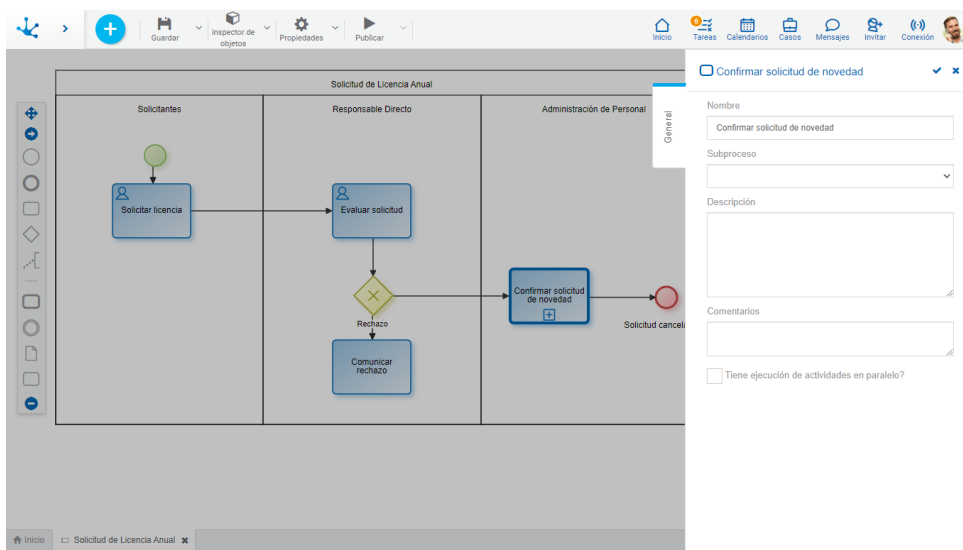 Guardar
inspector de
objetos
Propiedades
Publicar
Inicio
6
Tareas
Calendarios
Casos
Mensajes
Invitar
Conexión
Solicitud de Licencia Anual
Solicitantes
Responsable Directo
Administración de Personal
Solicitar licencia
Evaluar solicitud
Rechazo
Comunicar
rechazo
Confirmar solicitud
de novedad
Solicitud cancela
General
Confirmar solicitud de novedad
Nombre
Confirmar solicitud de novedad
Subproceso
Descripción
Comentarios
Tiene ejecución de actividades en paralelo?
Inicio
Solicitud de Licencia Anual